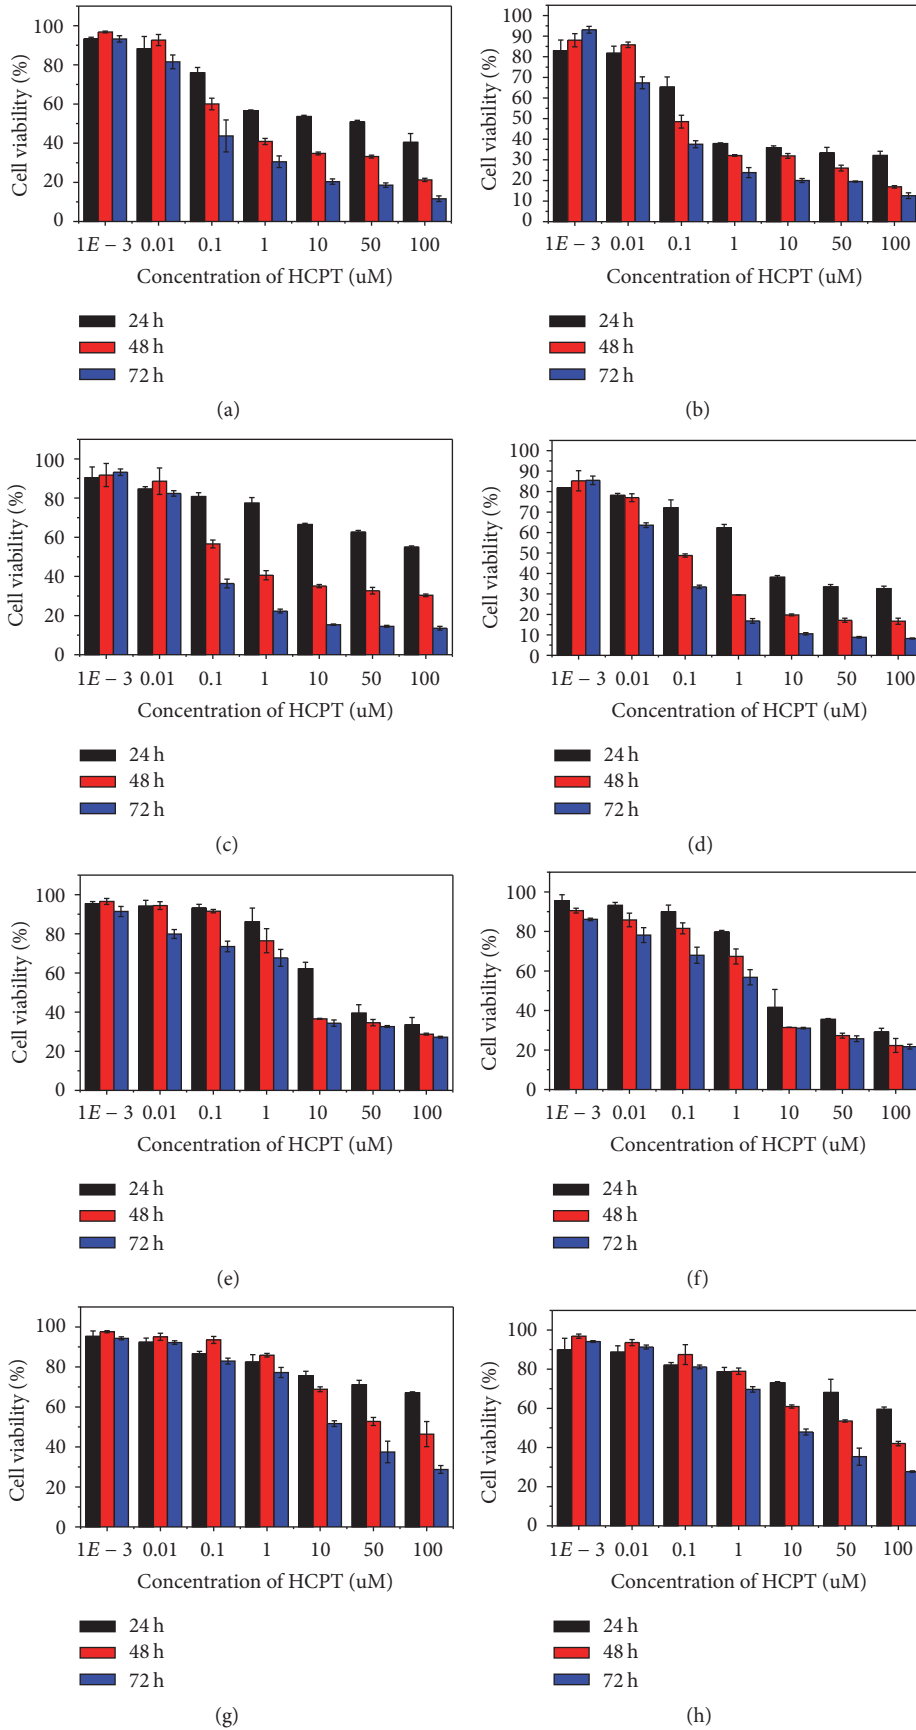 Cell viability (%)
100
80
60
40
20
0
1E − 3 0.01 0.1 1 10 50 100
Concentration of HCPT (uM)
24 h
48 h
72 h
(a)
Cell viability (%)
100
90
80
70
60
50
40
30
20
10
0
1E − 3 0.01 0.1 1 10 50 100
Concentration of HCPT (uM)
24 h
48 h
72 h
(b)
Cell viability (%)
100
80
60
40
20
0
1E − 3 0.01 0.1 1 10 50 100
Concentration of HCPT (uM)
24 h
48 h
72 h
(c)
Cell viability (%)
100
90
80
70
60
50
40
30
20
10
0
1E − 3 0.01 0.1 1 10 50 100
Concentration of HCPT (uM)
24 h
48 h
72 h
(d)
Cell viability (%)
100
80
60
40
20
0
1E − 3 0.01 0.1 1 10 50 100
Concentration of HCPT (uM)
24 h
48 h
72 h
(e)
Cell viability (%)
100
80
60
40
20
0
1E − 3 0.01 0.1 1 10 50 100
Concentration of HCPT (uM)
24 h
48 h
72 h
(f)
Cell viability (%)
100
80
60
40
20
0
1E − 3 0.01 0.1 1 10 50 100
Concentration of HCPT (uM)
24 h
48 h
72 h
(g)
Cell viability (%)
100
80
60
40
20
0
1E − 3 0.01 0.1 1 10 50 100
Concentration of HCPT (uM)
24 h
48 h
72 h
(h)